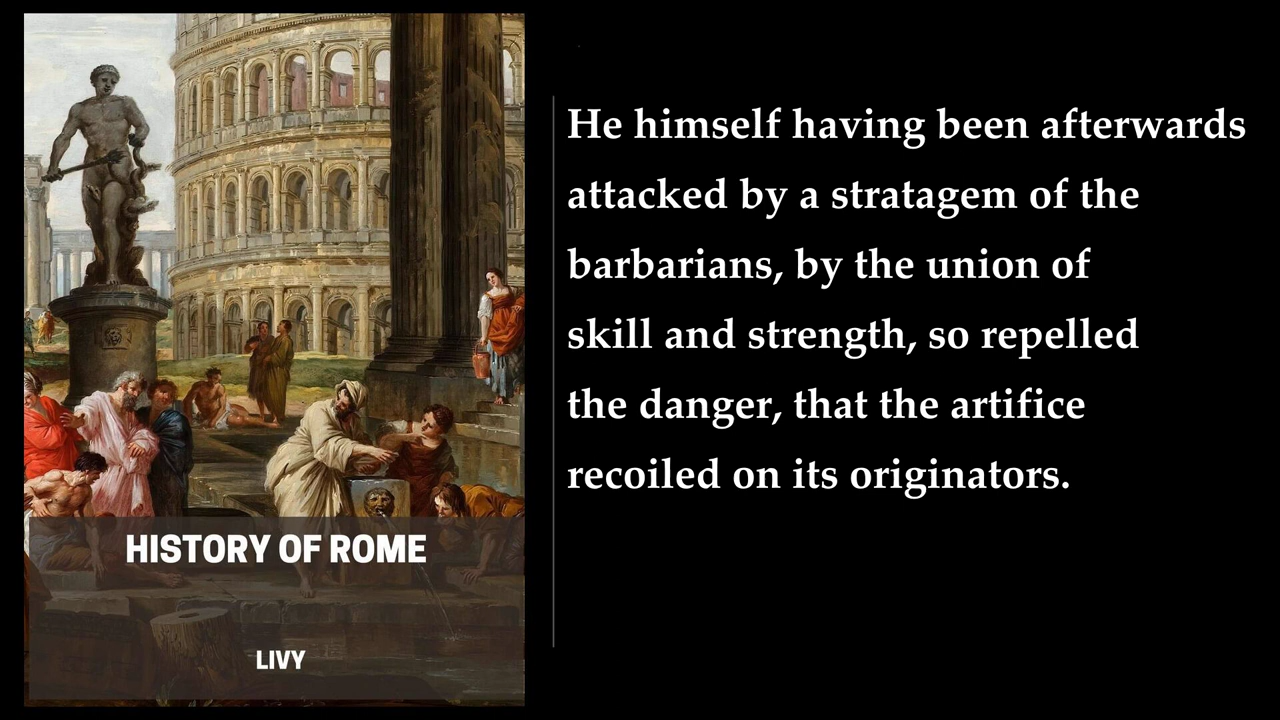 HISTORY OF ROME
LIVY
He himself having been afterwards
attacked by a stratagem of the
barbarians, by the union of
skill and strength, so repelled
the danger, that the artifice
recoiled on its originators.